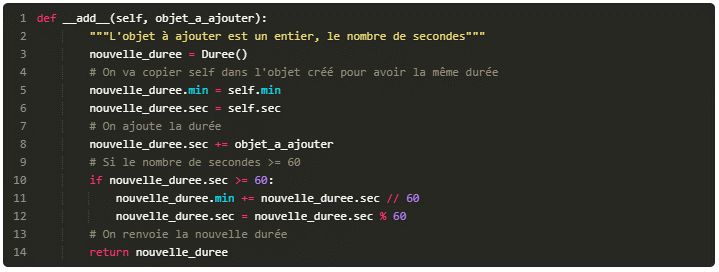 1 def __add__(self, objet_a_ajouter):
2 """L'objet à ajouter est un entier, le nombre de secondes"""
3 nouvelle_duree = Duree()
4 # On va copier self dans l'objet créé pour avoir la même durée
5 nouvelle_duree.min = self.min
6 nouvelle_duree.sec = self.sec
7 # On ajoute la durée
8 nouvelle_duree.sec += objet_a_ajouter
9 # Si le nombre de secondes >= 60
10 if nouvelle_duree.sec >= 60:
11 nouvelle_duree.min += nouvelle_duree.sec // 60
12 nouvelle_duree.sec = nouvelle_duree.sec % 60
13 # On renvoie la nouvelle durée
14 return nouvelle_duree